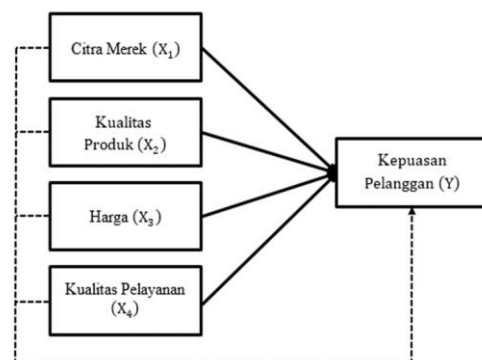 Citra Merek (X₁)
Kualitas
Produk (X₂)
Harga (X₃)
Kualitas Pelayanan
(X₄)
Kepuasan
Pelanggan (Y)